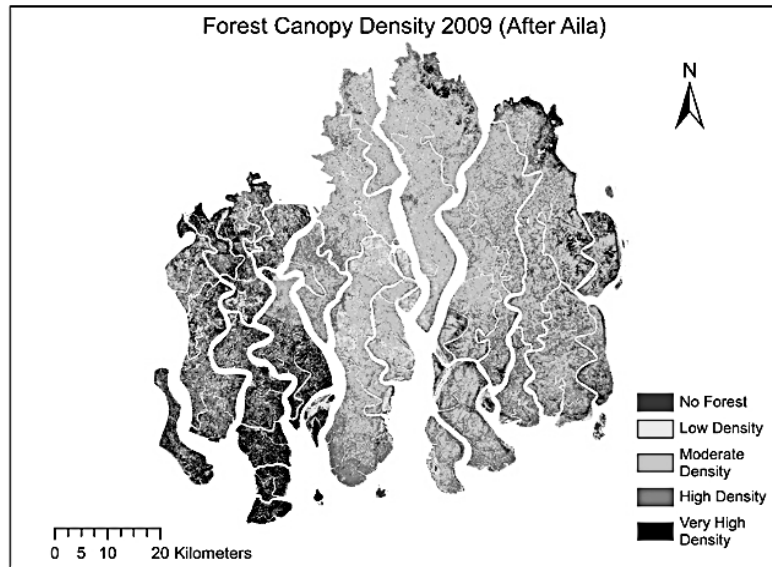 Forest Canopy Density 2009 (After Aila)
N
No Forest
Low Density
Moderate
Density
High Density
Very High
Density
0 5 10 20 Kilometers